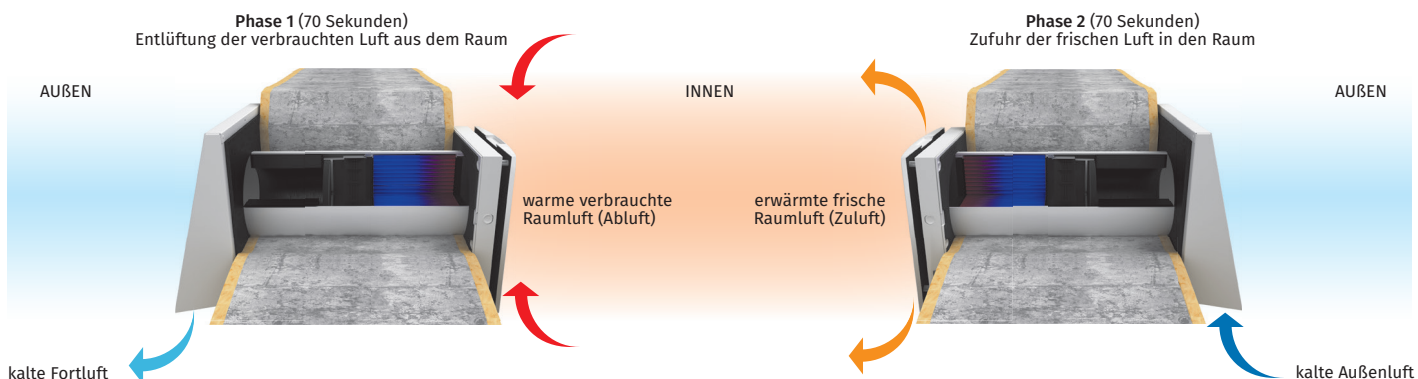 Phase 1 (70 Sekunden)
Entlüftung der verbrauchten Luft aus dem Raum
Phase 2 (70 Sekunden)
Zufuhr der frischen Luft in den Raum
AUßEN
INNEN
AUßEN
warme verbrauchte
Raumluft (Abluft)
erwärmte frische
Raumluft (Zuluft)
kalte Fortluft
kalte Außenluft